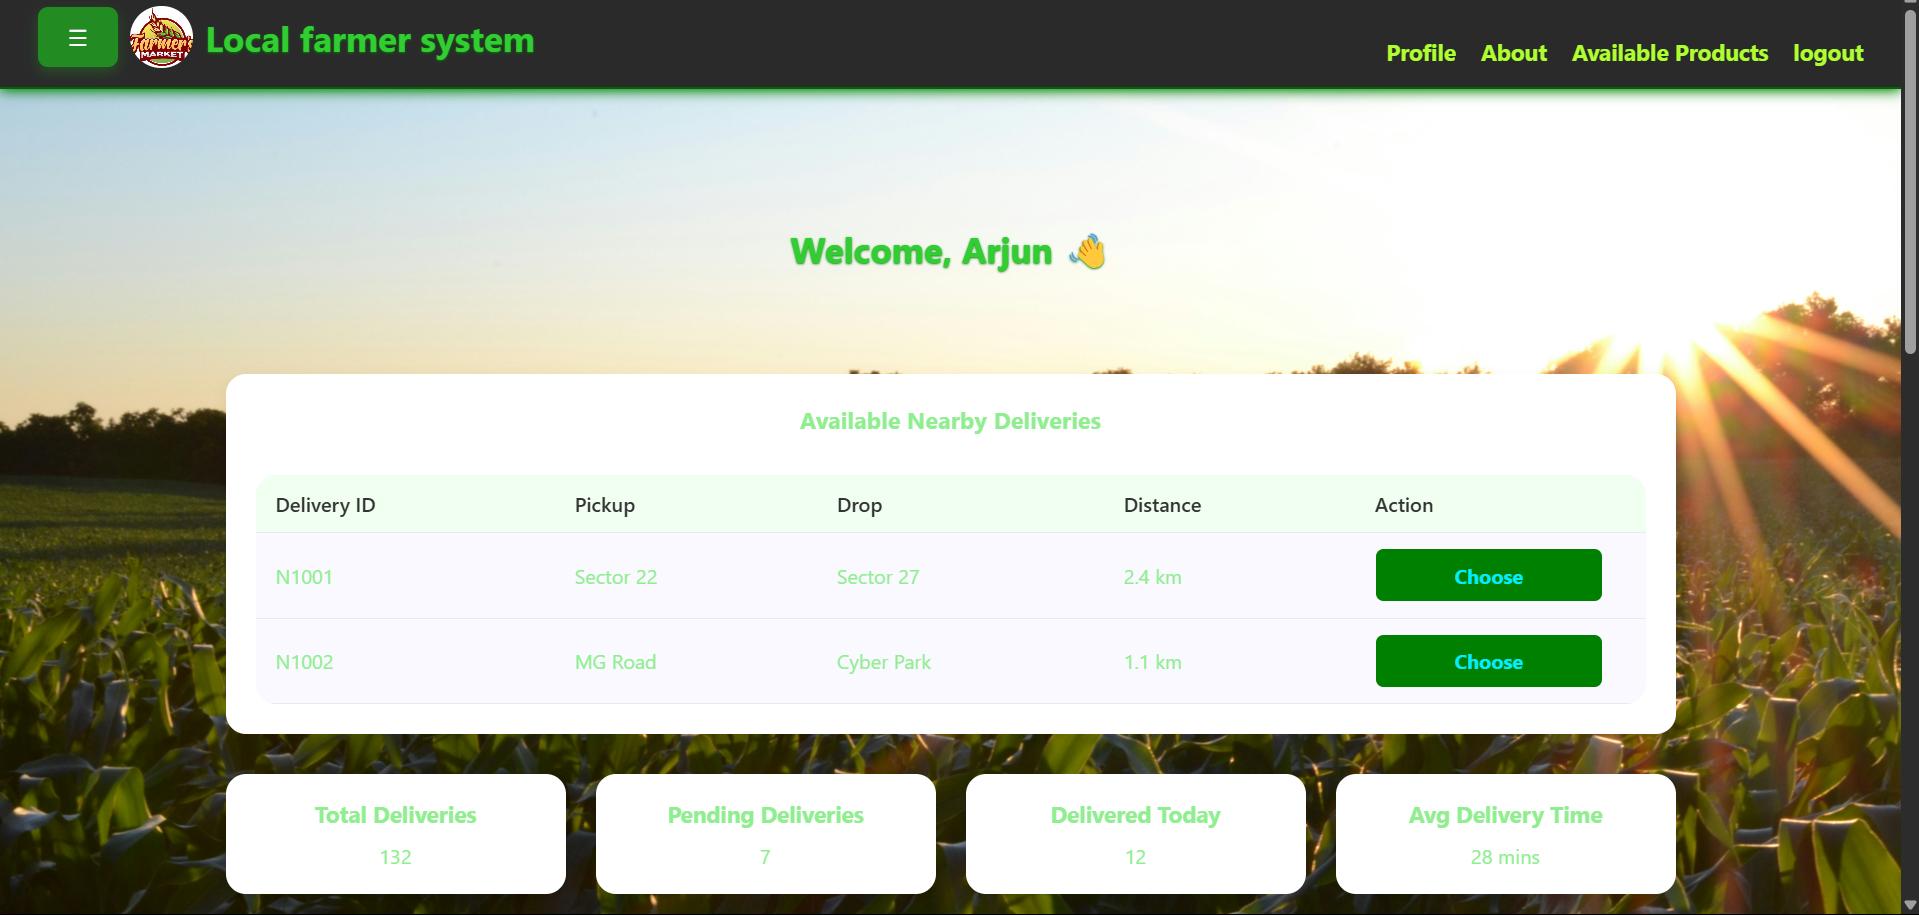 ☰ Farmer's MARKET Local farmer system
Profile About Available Products logout
Welcome, Arjun 👋
Available Nearby Deliveries
Delivery ID Pickup Drop Distance Action
N1001 Sector 22 Sector 27 2.4 km Choose
N1002 MG Road Cyber Park 1.1 km Choose
Total Deliveries Pending Deliveries Delivered Today Avg Delivery Time
132 7 12 28 mins